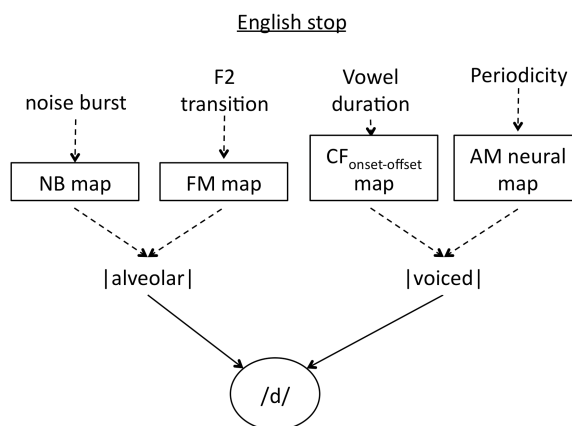 English stop
noise burst
F2
transition
Vowel
duration
Periodicity
NB map
FM map
CFonset-offset
map
AM neural
map
|alveolar|
|voiced|
/d/